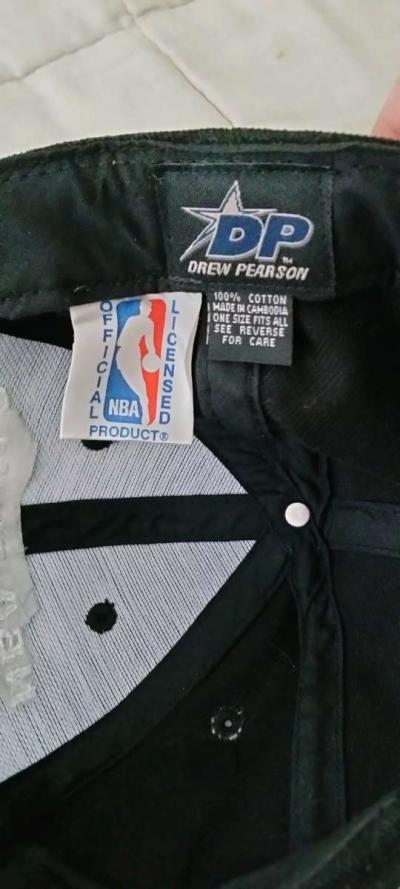 DP™
DREW PEARSON
100% COTTON
MADE IN CAMBODIA
ONE SIZE FITS ALL
SEE REVERSE
FOR CARE
OFFICIAL
LICENSED
NBA
PRODUCT®